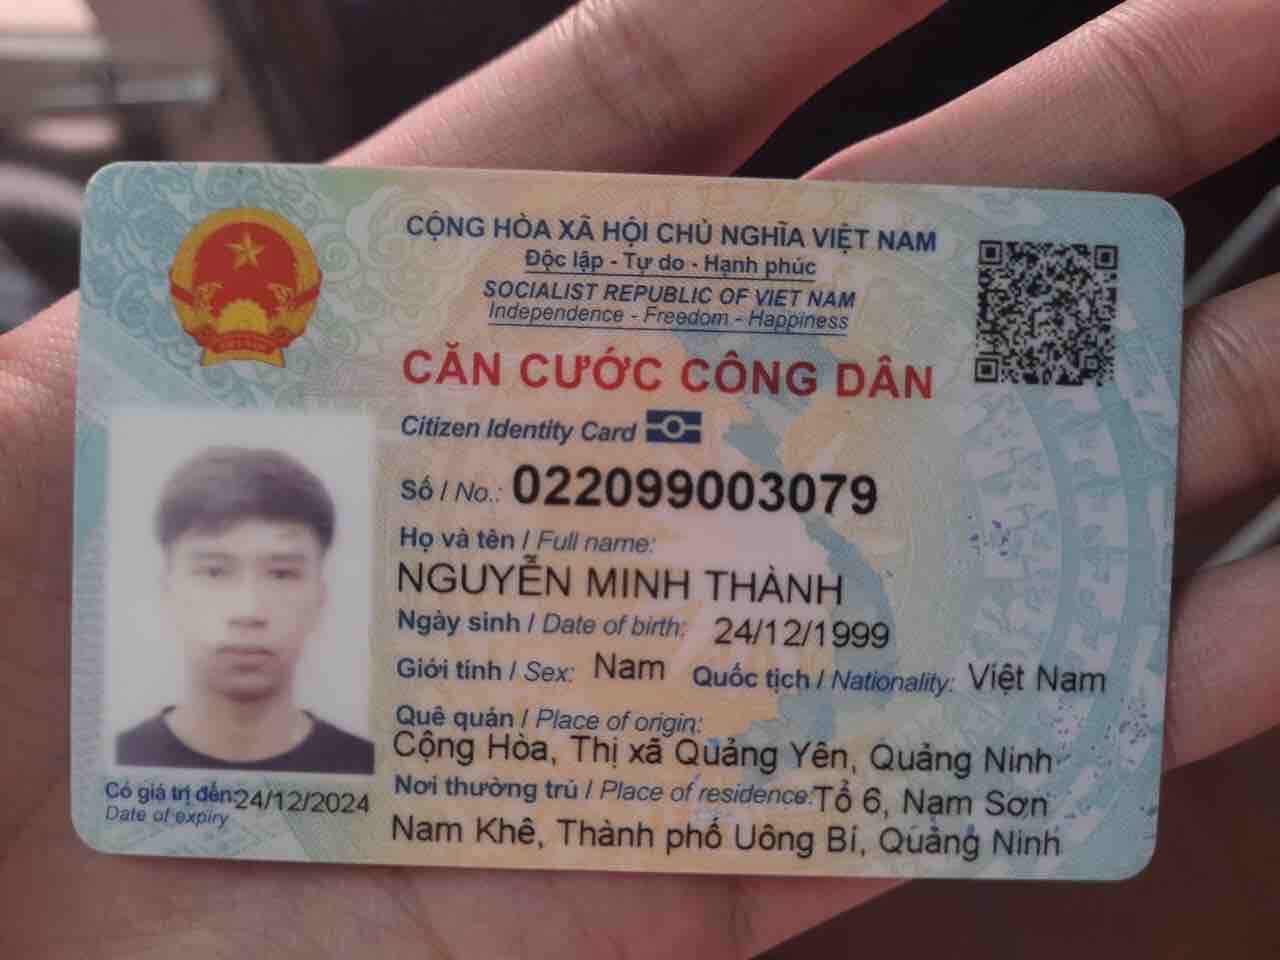 CỘNG HÒA XÃ HỘI CHỦ NGHĨA VIỆT NAM
Độc lập - Tự do - Hạnh phúc
SOCIALIST REPUBLIC OF VIET NAM
Independence - Freedom - Happiness
CĂN CƯỚC CÔNG DÂN
Citizen Identity Card
Số / No.: 022099003079
Họ và tên / Full name:
NGUYỄN MINH THÀNH
Ngày sinh / Date of birth: 24/12/1999
Giới tính / Sex: Nam Quốc tịch / Nationality: Việt Nam
Quê quán / Place of origin:
Cộng Hòa, Thị xã Quảng Yên, Quảng Ninh
Nơi thường trú / Place of residence: Tổ 6, Nam Sơn
Nam Khê, Thành phố Uông Bí, Quảng Ninh
Có giá trị đến: 24/12/2024
Date of expiry